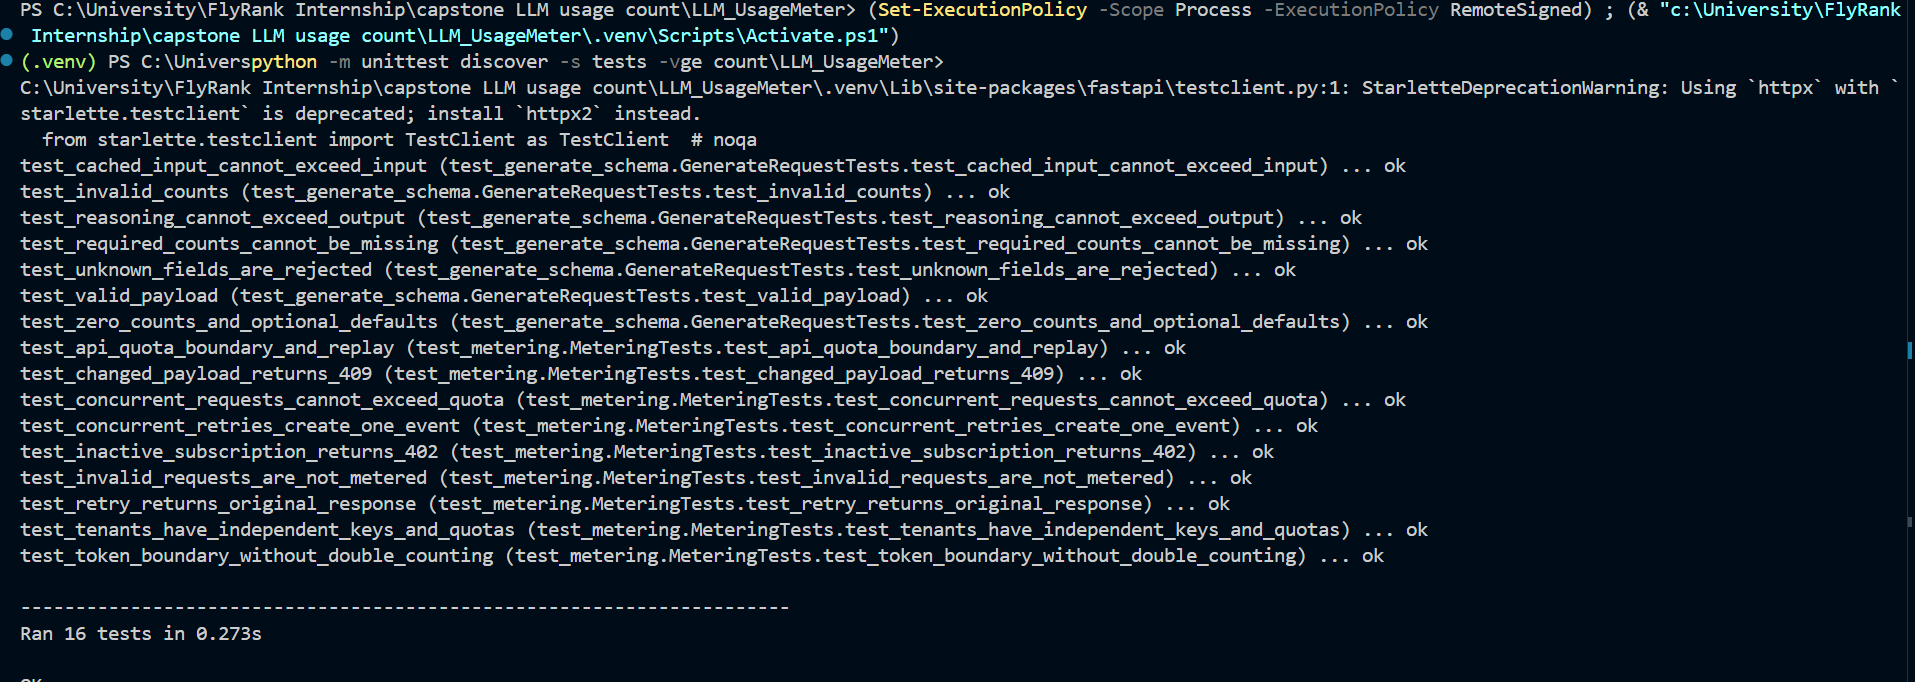 PS C:\University\FlyRank Internship\capstone LLM usage count\LLM_UsageMeter> (Set-ExecutionPolicy -Scope Process -ExecutionPolicy RemoteSigned) ; (& "c:\University\FlyRank
Internship\capstone LLM usage count\LLM_UsageMeter\.venv\Scripts\Activate.ps1")
(.venv) PS C:\Universpython -m unittest discover -s tests -vge count\LLM_UsageMeter>
C:\University\FlyRank Internship\capstone LLM usage count\LLM_UsageMeter\.venv\Lib\site-packages\fastapi\testclient.py:1: StarletteDeprecationWarning: Using `httpx` with `
starlette.testclient` is deprecated; install `httpx2` instead.
  from starlette.testclient import TestClient as TestClient  # noqa
test_cached_input_cannot_exceed_input (test_generate_schema.GenerateRequestTests.test_cached_input_cannot_exceed_input) ... ok
test_invalid_counts (test_generate_schema.GenerateRequestTests.test_invalid_counts) ... ok
test_reasoning_cannot_exceed_output (test_generate_schema.GenerateRequestTests.test_reasoning_cannot_exceed_output) ... ok
test_required_counts_cannot_be_missing (test_generate_schema.GenerateRequestTests.test_required_counts_cannot_be_missing) ... ok
test_unknown_fields_are_rejected (test_generate_schema.GenerateRequestTests.test_unknown_fields_are_rejected) ... ok
test_valid_payload (test_generate_schema.GenerateRequestTests.test_valid_payload) ... ok
test_zero_counts_and_optional_defaults (test_generate_schema.GenerateRequestTests.test_zero_counts_and_optional_defaults) ... ok
test_api_quota_boundary_and_replay (test_metering.MeteringTests.test_api_quota_boundary_and_replay) ... ok
test_changed_payload_returns_409 (test_metering.MeteringTests.test_changed_payload_returns_409) ... ok
test_concurrent_requests_cannot_exceed_quota (test_metering.MeteringTests.test_concurrent_requests_cannot_exceed_quota) ... ok
test_concurrent_retries_create_one_event (test_metering.MeteringTests.test_concurrent_retries_create_one_event) ... ok
test_inactive_subscription_returns_402 (test_metering.MeteringTests.test_inactive_subscription_returns_402) ... ok
test_invalid_requests_are_not_metered (test_metering.MeteringTests.test_invalid_requests_are_not_metered) ... ok
test_retry_returns_original_response (test_metering.MeteringTests.test_retry_returns_original_response) ... ok
test_tenants_have_independent_keys_and_quotas (test_metering.MeteringTests.test_tenants_have_independent_keys_and_quotas) ... ok
test_token_boundary_without_double_counting (test_metering.MeteringTests.test_token_boundary_without_double_counting) ... ok
----------------------------------------------------------------------
Ran 16 tests in 0.273s
OK